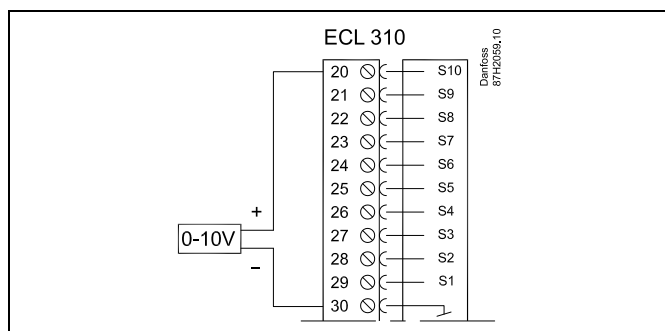 ECL 310
Danfoss
87H2059.10
20 S10
21 S9
22 S8
23 S7
24 S6
25 S5
26 S4
27 S3
28 S2
29 S1
30
+
0-10V
−